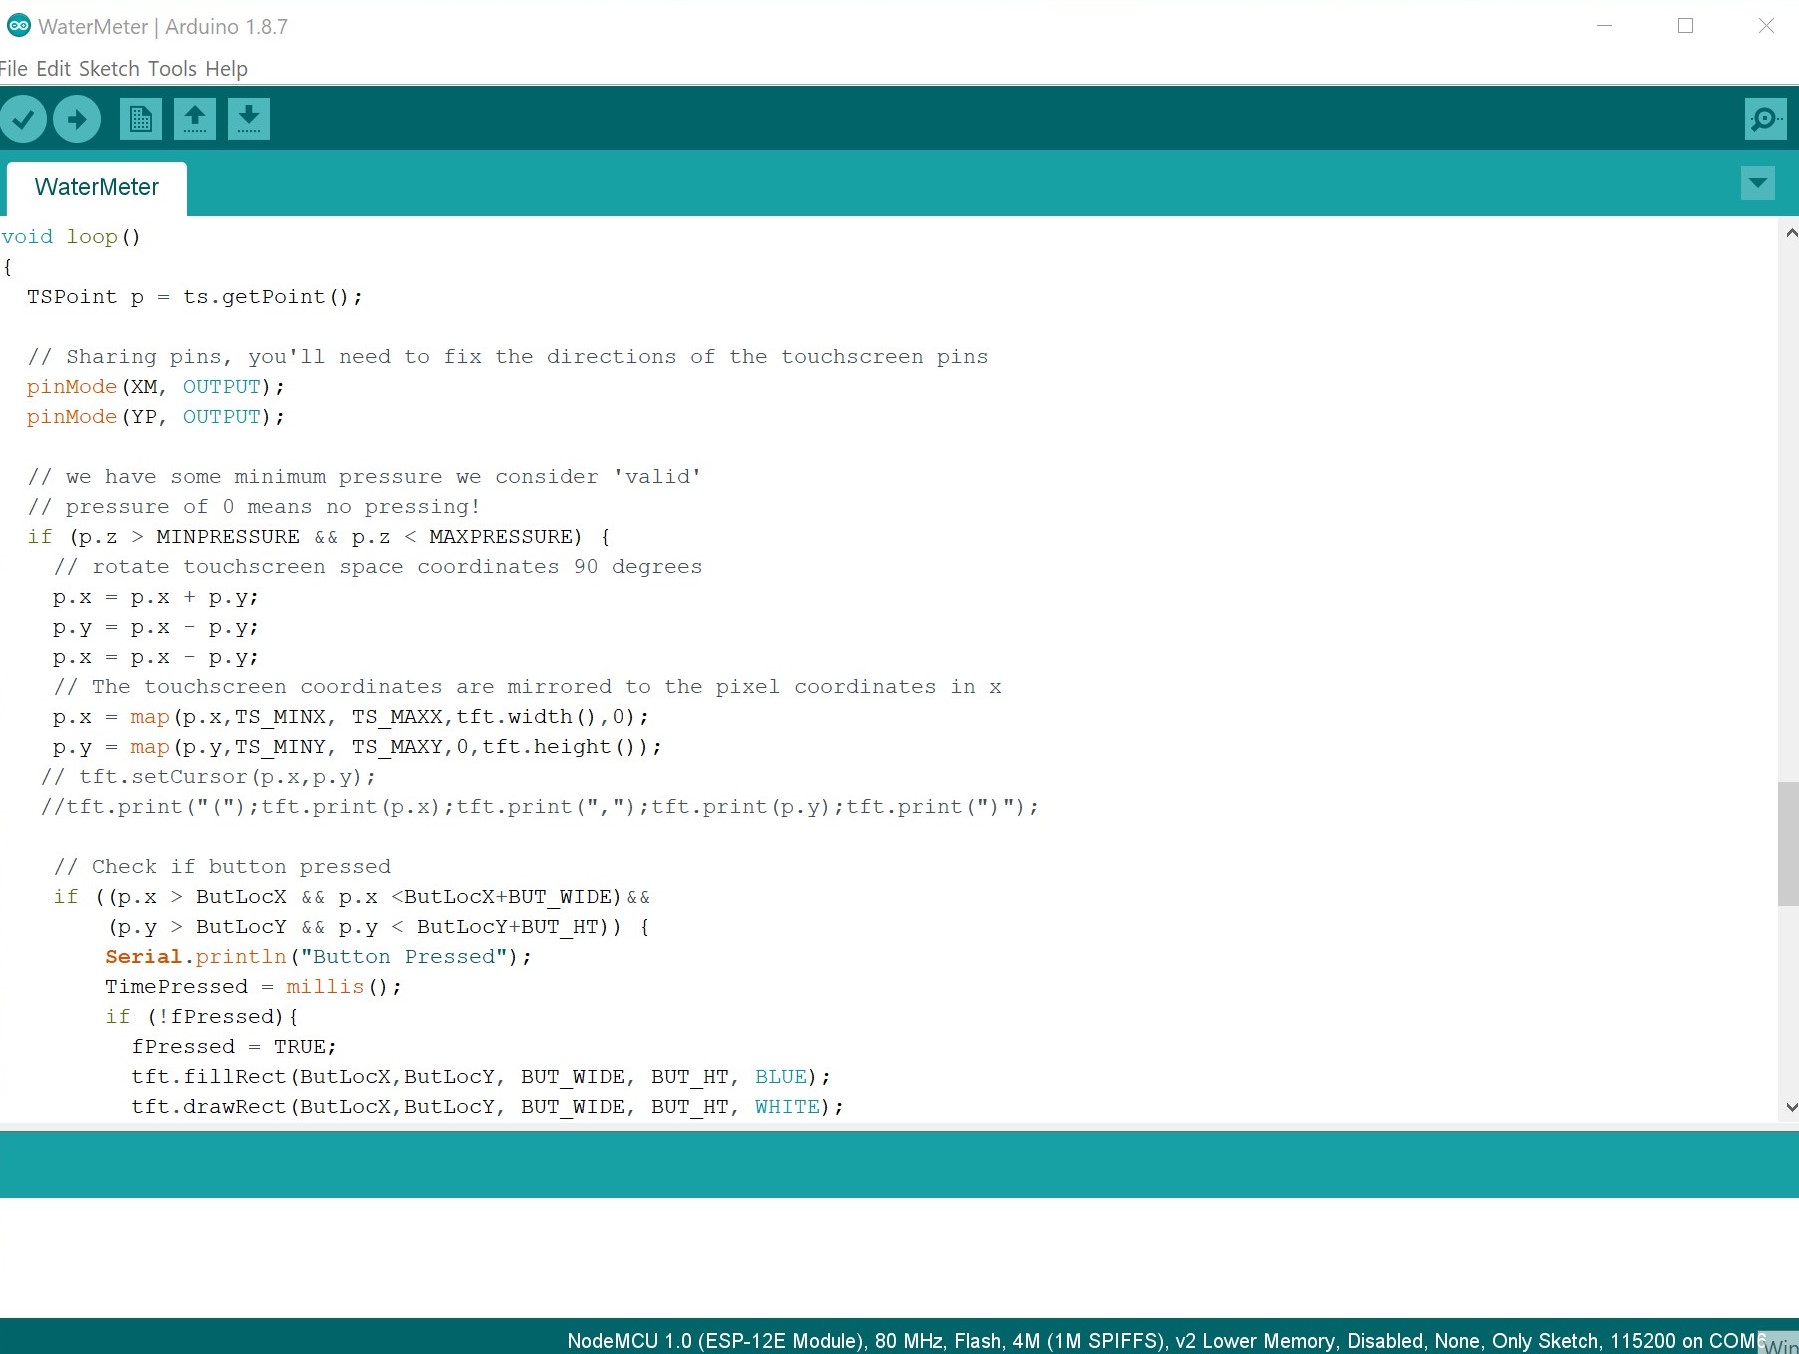 WaterMeter | Arduino 1.8.7
File Edit Sketch Tools Help
WaterMeter
void loop()
{
  TSPoint p = ts.getPoint();

  // Sharing pins, you'll need to fix the directions of the touchscreen pins
  pinMode(XM, OUTPUT);
  pinMode(YP, OUTPUT);

  // we have some minimum pressure we consider 'valid'
  // pressure of 0 means no pressing!
  if (p.z > MINPRESSURE && p.z < MAXPRESSURE) {
    // rotate touchscreen space coordinates 90 degrees
    p.x = p.x + p.y;
    p.y = p.x - p.y;
    p.x = p.x - p.y;
    // The touchscreen coordinates are mirrored to the pixel coordinates in x
    p.x = map(p.x,TS_MINX, TS_MAXX,tft.width(),0);
    p.y = map(p.y,TS_MINY, TS_MAXY,0,tft.height());
   // tft.setCursor(p.x,p.y);
   //tft.print("(");tft.print(p.x);tft.print(",");tft.print(p.y);tft.print(")");

    // Check if button pressed
    if ((p.x > ButLocX && p.x <ButLocX+BUT_WIDE)&&
        (p.y > ButLocY && p.y < ButLocY+BUT_HT)) {
        Serial.println("Button Pressed");
        TimePressed = millis();
        if (!fPressed){
          fPressed = TRUE;
          tft.fillRect(ButLocX,ButLocY, BUT_WIDE, BUT_HT, BLUE);
          tft.drawRect(ButLocX,ButLocY, BUT_WIDE, BUT_HT, WHITE);
NodeMCU 1.0 (ESP-12E Module), 80 MHz, Flash, 4M (1M SPIFFS), v2 Lower Memory, Disabled, None, Only Sketch, 115200 on COM6